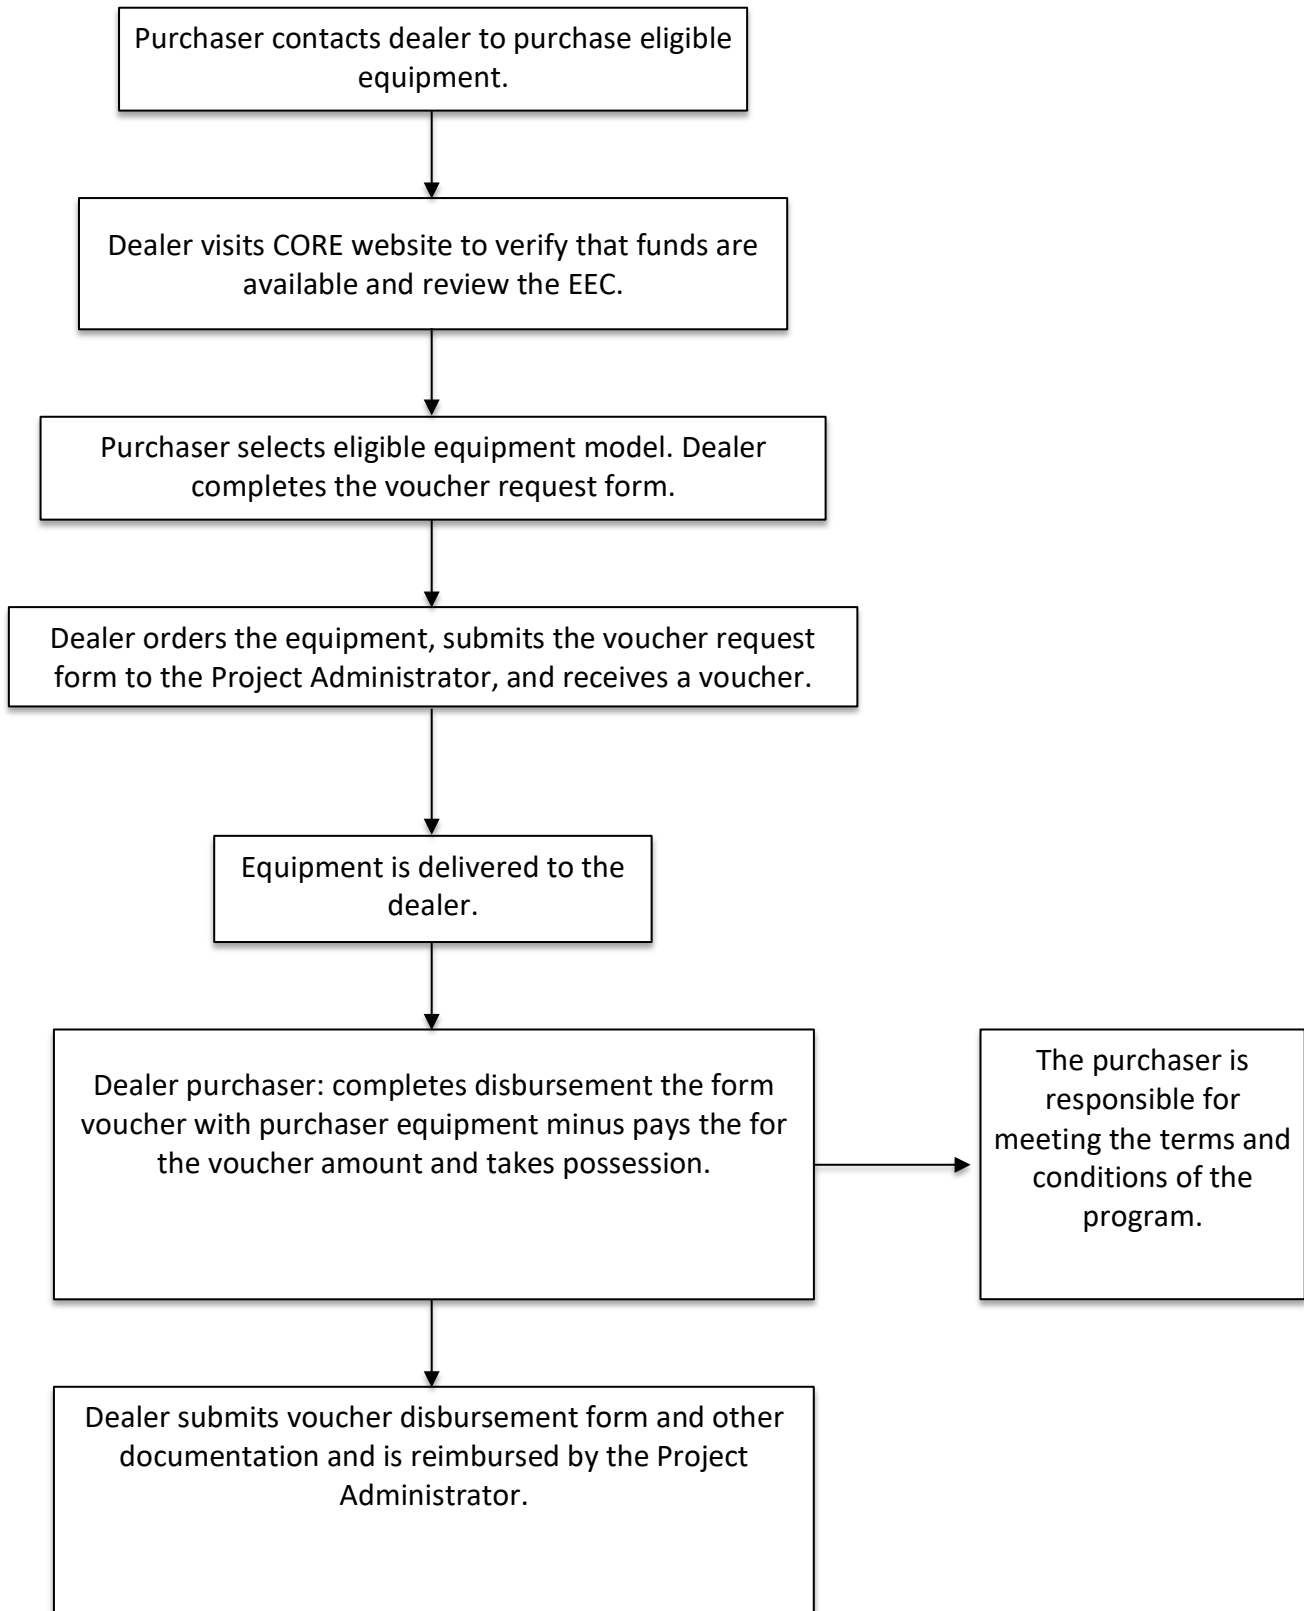 Purchaser contacts dealer to purchase eligible
equipment.
Dealer visits CORE website to verify that funds are
available and review the EEC.
Purchaser selects eligible equipment model. Dealer
completes the voucher request form.
Dealer orders the equipment, submits the voucher request
form to the Project Administrator, and receives a voucher.
Equipment is delivered to the
dealer.
Dealer purchaser: completes disbursement the form
voucher with purchaser equipment minus pays the for
the voucher amount and takes possession.
The purchaser is
responsible for
meeting the terms and
conditions of the
program.
Dealer submits voucher disbursement form and other
documentation and is reimbursed by the Project
Administrator.